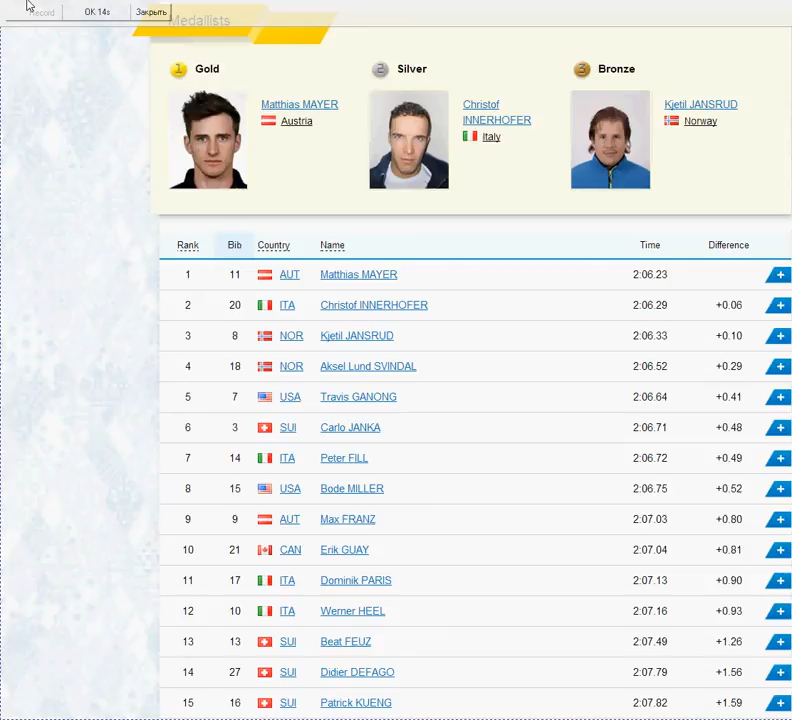 Record OK 14s Закрыть
Medallists
1 Gold 2 Silver 3 Bronze
Matthias MAYER Christof INNERHOFER Kjetil JANSRUD
Austria Italy Norway
Rank Bib Country Name Time Difference
1 11 AUT Matthias MAYER 2:06.23 +
2 20 ITA Christof INNERHOFER 2:06.29 +0.06 +
3 8 NOR Kjetil JANSRUD 2:06.33 +0.10 +
4 18 NOR Aksel Lund SVINDAL 2:06.52 +0.29 +
5 7 USA Travis GANONG 2:06.64 +0.41 +
6 3 SUI Carlo JANKA 2:06.71 +0.48 +
7 14 ITA Peter FILL 2:06.72 +0.49 +
8 15 USA Bode MILLER 2:06.75 +0.52 +
9 9 AUT Max FRANZ 2:07.03 +0.80 +
10 21 CAN Erik GUAY 2:07.04 +0.81 +
11 17 ITA Dominik PARIS 2:07.13 +0.90 +
12 10 ITA Werner HEEL 2:07.16 +0.93 +
13 13 SUI Beat FEUZ 2:07.49 +1.26 +
14 27 SUI Didier DEFAGO 2:07.79 +1.56 +
15 16 SUI Patrick KUENG 2:07.82 +1.59 +